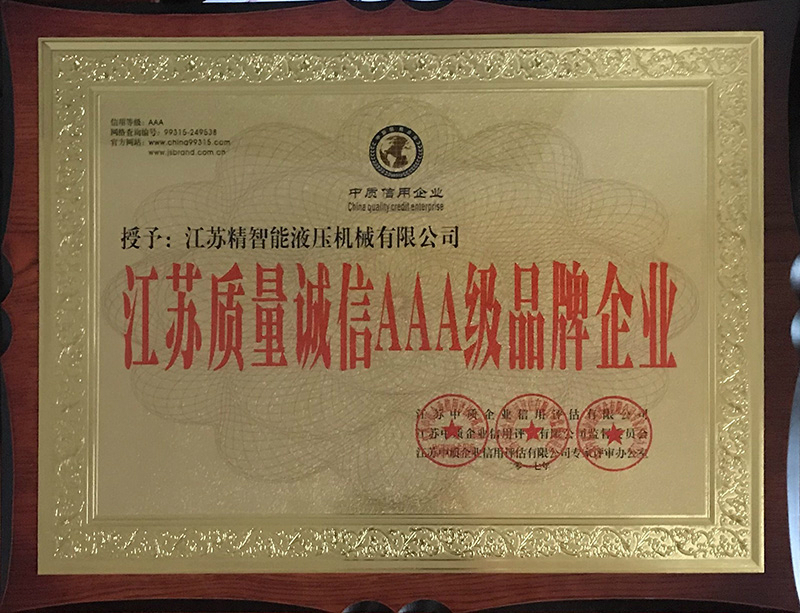 信用等级：AAA
网络查询编号：99315-249538
官方网站：www.china99315.com
www.jsbrand.com.cn
中质信用企业
China quality credit enterprise
授予：江苏精智能液压机械有限公司
江苏质量诚信AAA级品牌企业
江苏中质企业信用评估有限公司
江苏中质企业信用评估有限公司监督委员会
江苏中质企业信用评估有限公司专家评审办公室